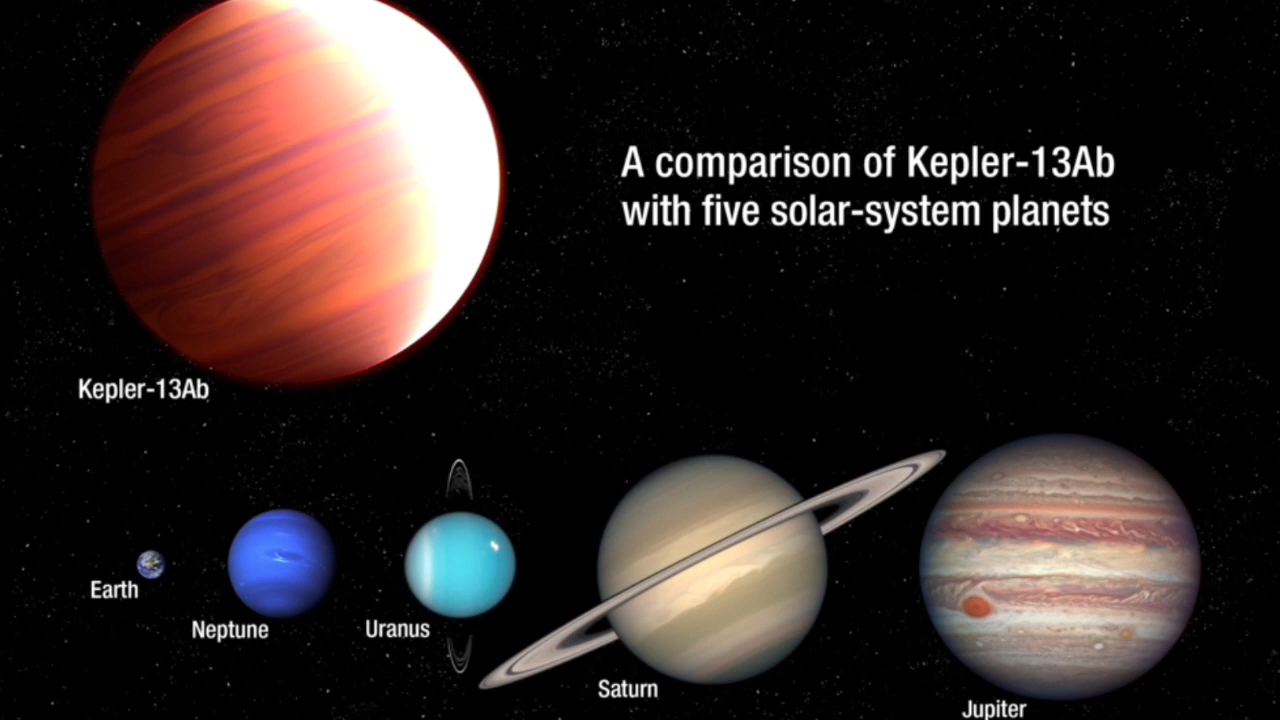 A comparison of Kepler-13Ab
with five solar-system planets
Kepler-13Ab
Earth
Neptune
Uranus
Saturn
Jupiter